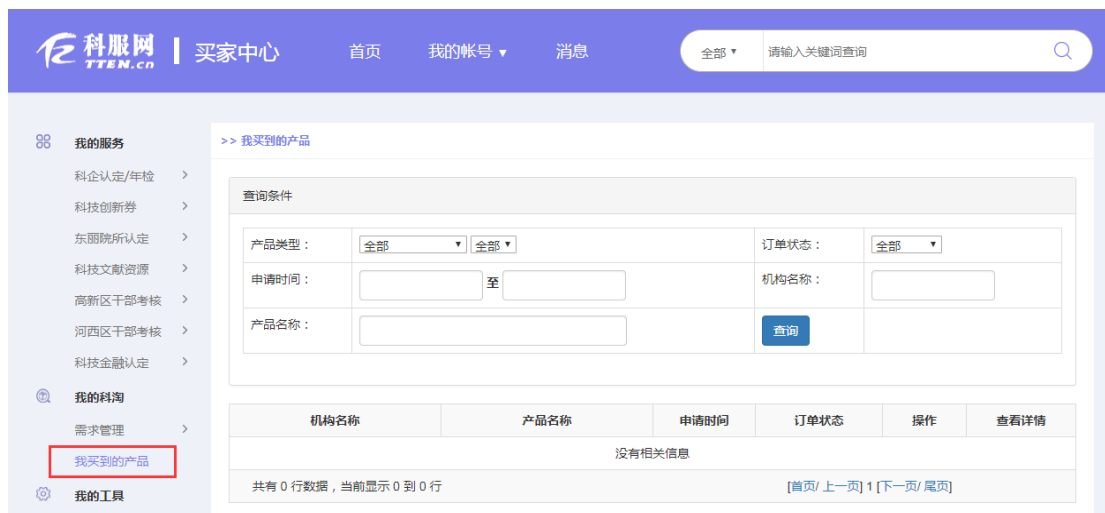 科服网 TTEN.cn 买家中心 首页 我的帐号 ▾ 消息 全部 ▾ 请输入关键词查询
我的服务
科企认定/年检
科技创新券
东丽院所认定
科技文献资源
高新区干部考核
河西区干部考核
科技金融认定
我的科淘
需求管理
我买到的产品
我的工具
>> 我买到的产品
查询条件
产品类型： 全部 全部 订单状态： 全部
申请时间： 至 机构名称：
产品名称： 查询
机构名称 产品名称 申请时间 订单状态 操作 查看详情
没有相关信息
共有 0 行数据，当前显示 0 到 0 行 [首页/ 上一页] 1 [下一页/ 尾页]